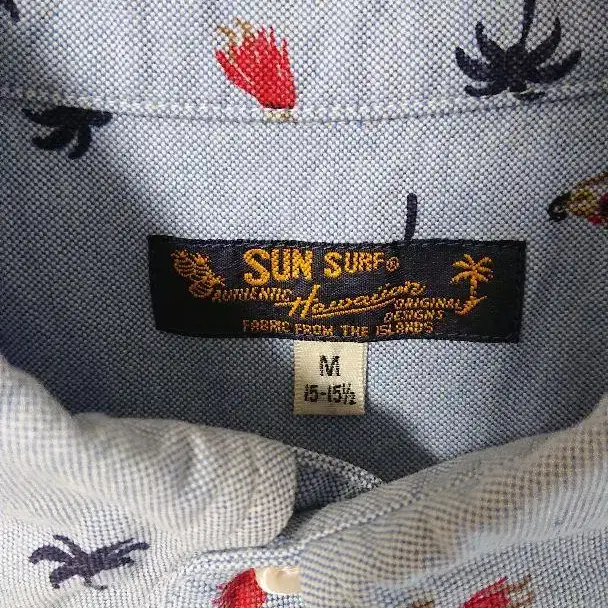 SUN SURF®
AUTHENTIC Hawaiian ORIGINAL
DESIGNS
FABRIC FROM THE ISLANDS
M
15-15½